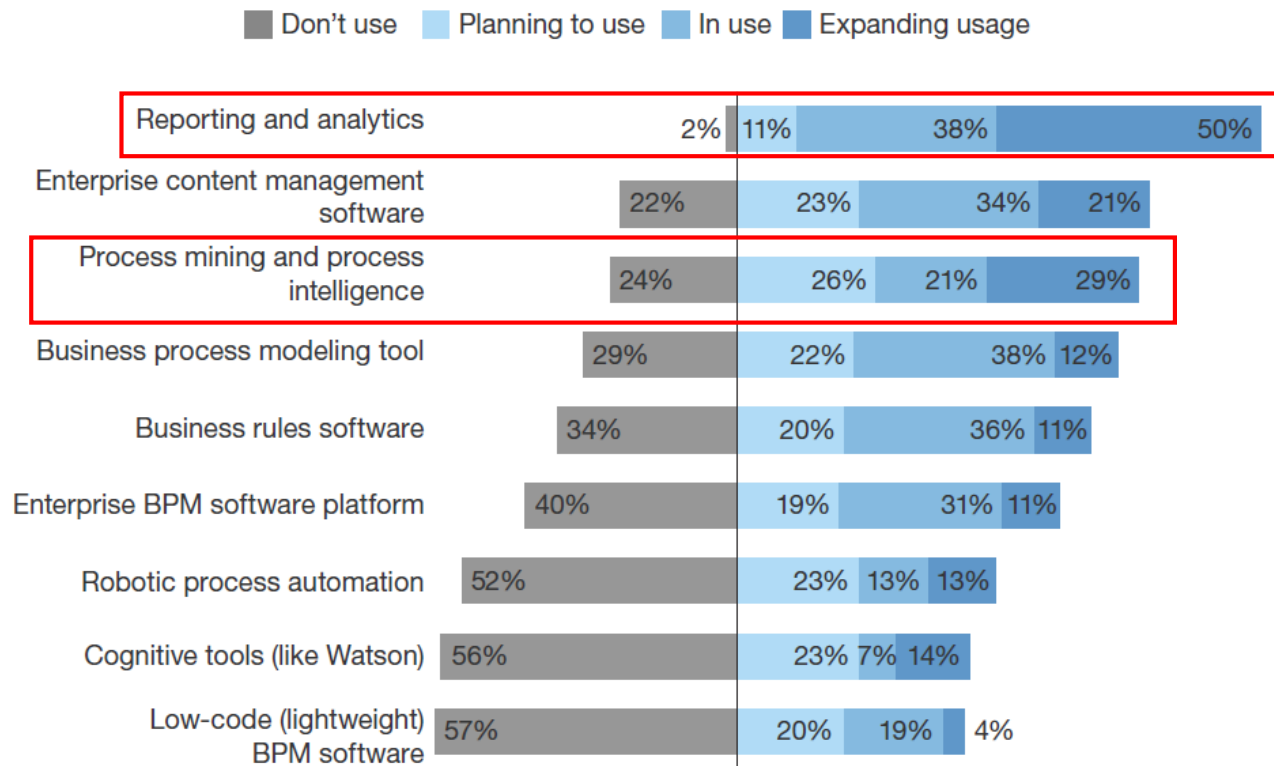 Don't use Planning to use In use Expanding usage
Reporting and analytics 2% 11% 38% 50%
Enterprise content management
software 22% 23% 34% 21%
Process mining and process
intelligence 24% 26% 21% 29%
Business process modeling tool 29% 22% 38% 12%
Business rules software 34% 20% 36% 11%
Enterprise BPM software platform 40% 19% 31% 11%
Robotic process automation 52% 23% 13% 13%
Cognitive tools (like Watson) 56% 23% 7% 14%
Low-code (lightweight)
BPM software 57% 20% 19% 4%